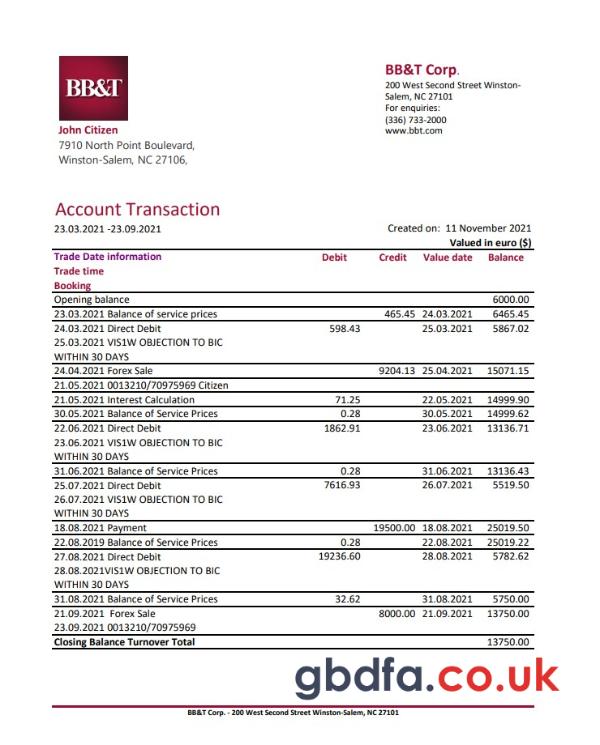 BB&T
BB&T Corp.
200 West Second Street Winston-
Salem, NC 27101
For enquiries:
(336) 733-2000
www.bbt.com
John Citizen
7910 North Point Boulevard,
Winston-Salem, NC 27106,
Account Transaction
23.03.2021 -23.09.2021 Created on: 11 November 2021
Valued in euro ($)
Trade Date information Debit Credit Value date Balance
Trade time
Booking
Opening balance 6000.00
23.03.2021 Balance of service prices 465.45 24.03.2021 6465.45
24.03.2021 Direct Debit 598.43 25.03.2021 5867.02
25.03.2021 VIS1W OBJECTION TO BIC
WITHIN 30 DAYS
24.04.2021 Forex Sale 9204.13 25.04.2021 15071.15
21.05.2021 0013210/70975969 Citizen
21.05.2021 Interest Calculation 71.25 22.05.2021 14999.90
30.05.2021 Balance of Service Prices 0.28 30.05.2021 14999.62
22.06.2021 Direct Debit 1862.91 23.06.2021 13136.71
23.06.2021 VIS1W OBJECTION TO BIC
WITHIN 30 DAYS
31.06.2021 Balance of Service Prices 0.28 31.06.2021 13136.43
25.07.2021 Direct Debit 7616.93 26.07.2021 5519.50
26.07.2021 VIS1W OBJECTION TO BIC
WITHIN 30 DAYS
18.08.2021 Payment 19500.00 18.08.2021 25019.50
22.08.2019 Balance of Service Prices 0.28 22.08.2021 25019.22
27.08.2021 Direct Debit 19236.60 28.08.2021 5782.62
28.08.2021VIS1W OBJECTION TO BIC
WITHIN 30 DAYS
31.08.2021 Balance of Service Prices 32.62 31.08.2021 5750.00
21.09.2021 Forex Sale 8000.00 21.09.2021 13750.00
23.09.2021 0013210/70975969
Closing Balance Turnover Total 13750.00
gbdfa.co.uk
BB&T Corp. - 200 West Second Street Winston-Salem, NC 27101